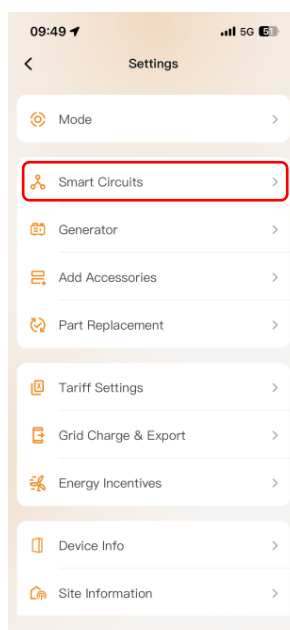 09:49 5G 5
Settings
Mode
Smart Circuits
Generator
Add Accessories
Part Replacement
Tariff Settings
Grid Charge & Export
Energy Incentives
Device Info
Site Information